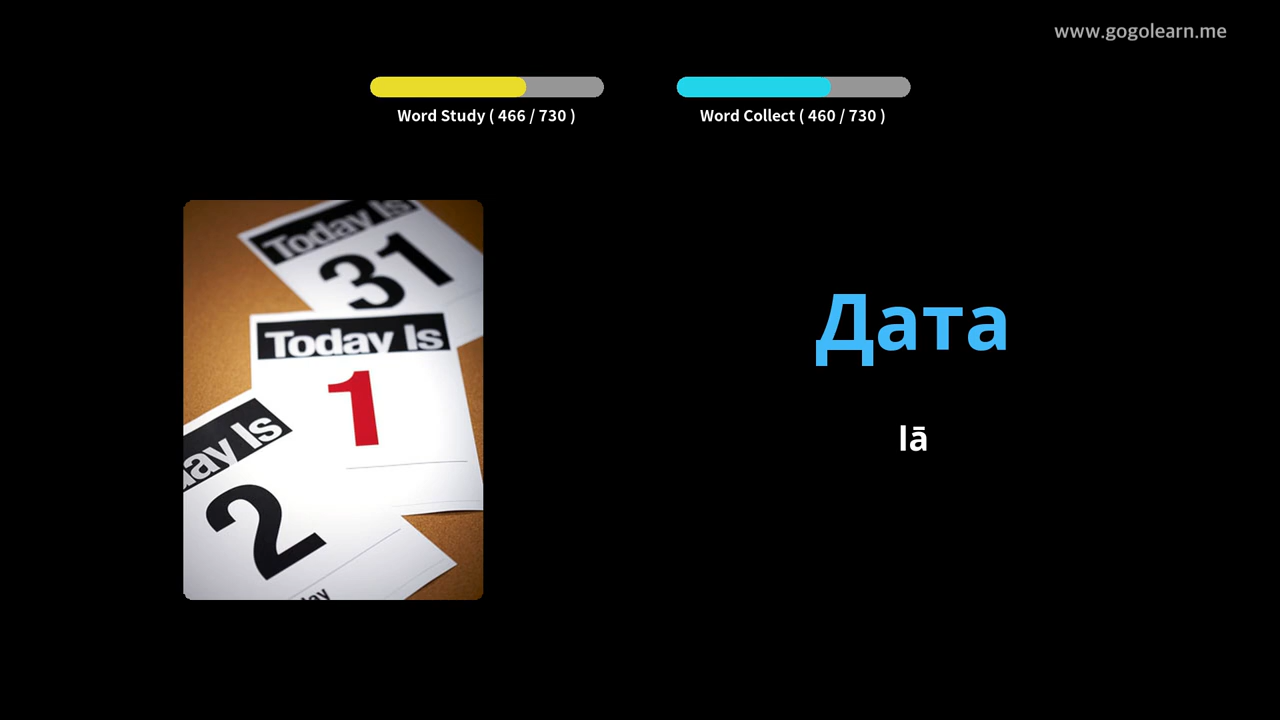 www.gogolearn.me
Word Study ( 466 / 730 )
Word Collect ( 460 / 730 )
Today Is
31
Today Is
1
day Is
2
Дата
lā